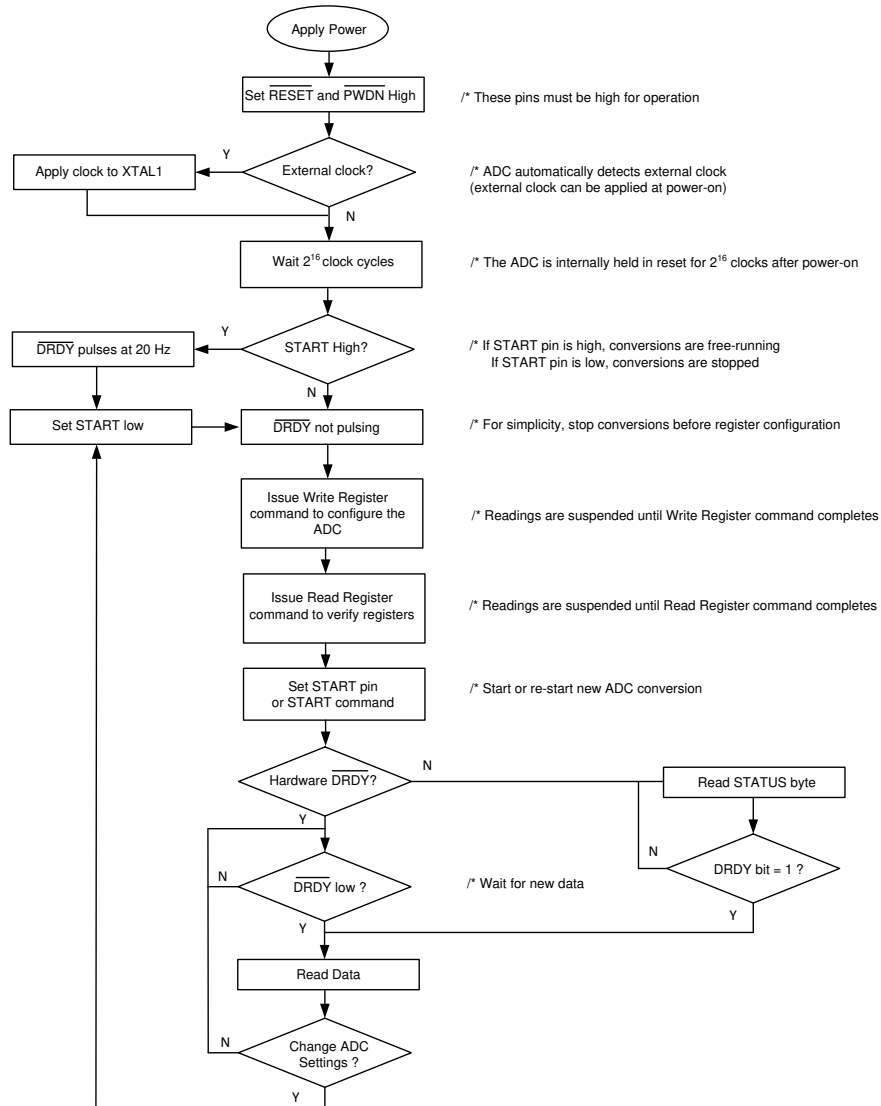 Apply Power
Set RESET and PWDN High
/* These pins must be high for operation
Y
External clock?
Apply clock to XTAL1
/* ADC automatically detects external clock
(external clock can be applied at power-on)
N
Wait 2¹⁶ clock cycles
/* The ADC is internally held in reset for 2¹⁶ clocks after power-on
Y
START High?
DRDY pulses at 20 Hz
/* If START pin is high, conversions are free-running
If START pin is low, conversions are stopped
N
Set START low
DRDY not pulsing
/* For simplicity, stop conversions before register configuration
Issue Write Register
command to configure the
ADC
/* Readings are suspended until Write Register command completes
Issue Read Register
command to verify registers
/* Readings are suspended until Read Register command completes
Set START pin
or START command
/* Start or re-start new ADC conversion
Hardware DRDY?
N
Read STATUS byte
Y
N
DRDY low ?
/* Wait for new data
N
DRDY bit = 1 ?
Y
Y
Read Data
N
Change ADC
Settings ?
Y